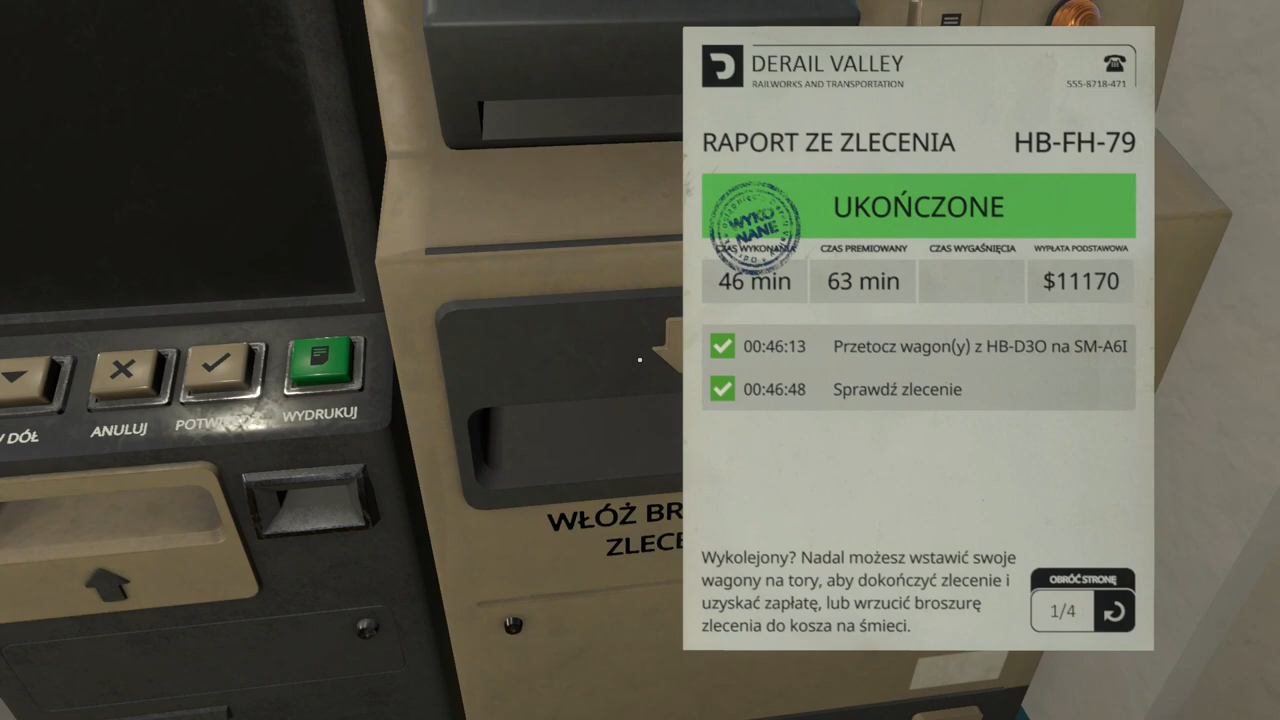 DERAIL VALLEY
RAILWORKS AND TRANSPORTATION
555-8718-471
RAPORT ZE ZLECENIA
HB-FH-79
UKOŃCZONE
WYKO
NANE
CZAS WYKONANIA
CZAS PREMIOWANY
CZAS WYGAŚNIĘCIA
WYPŁATA PODSTAWOWA
46 min
63 min
$11170
00:46:13 Przetocz wagon(y) z HB-D3O na SM-A6I
00:46:48 Sprawdź zlecenie
Wykolejony? Nadal możesz wstawić swoje
wagony na tory, aby dokończyć zlecenie i
uzyskać zapłatę, lub wrzucić broszurę
zlecenia do kosza na śmieci.
OBRÓĆ STRONĘ
1/4
DÓŁ
ANULUJ
WYDRUKUJ
WŁÓŻ BR
ZLECE